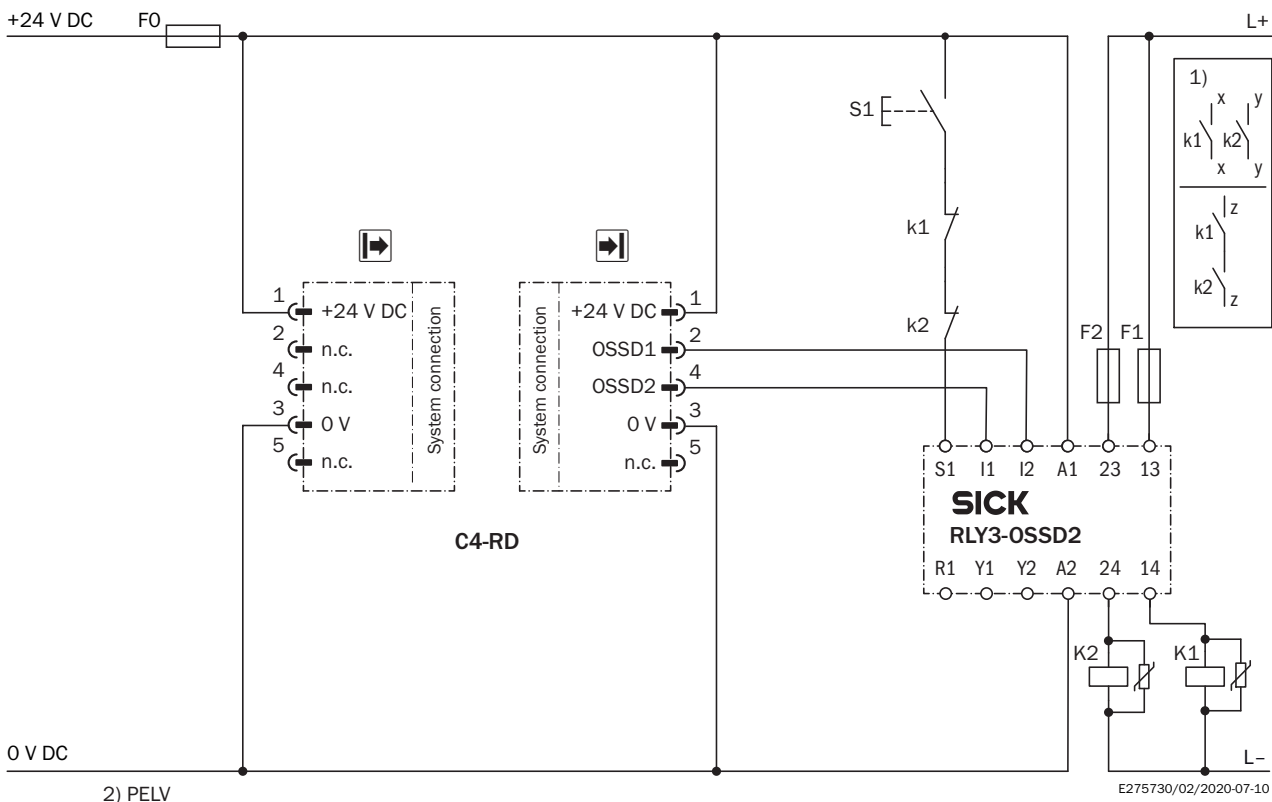 +24 V DC F0 L+
1)
x y
k1 k2
x y
z
k1
k2
z
S1
k1
k2
F2 F1
1 +24 V DC
2 n.c.
4 n.c.
3 0 V
5 n.c.
System connection
System connection
+24 V DC 1
OSSD1 2
OSSD2 4
0 V 3
n.c. 5
C4-RD
S1 I1 I2 A1 23 13
SICK
RLY3-OSSD2
R1 Y1 Y2 A2 24 14
K2 K1
0 V DC L–
2) PELV
E275730/02/2020-07-10